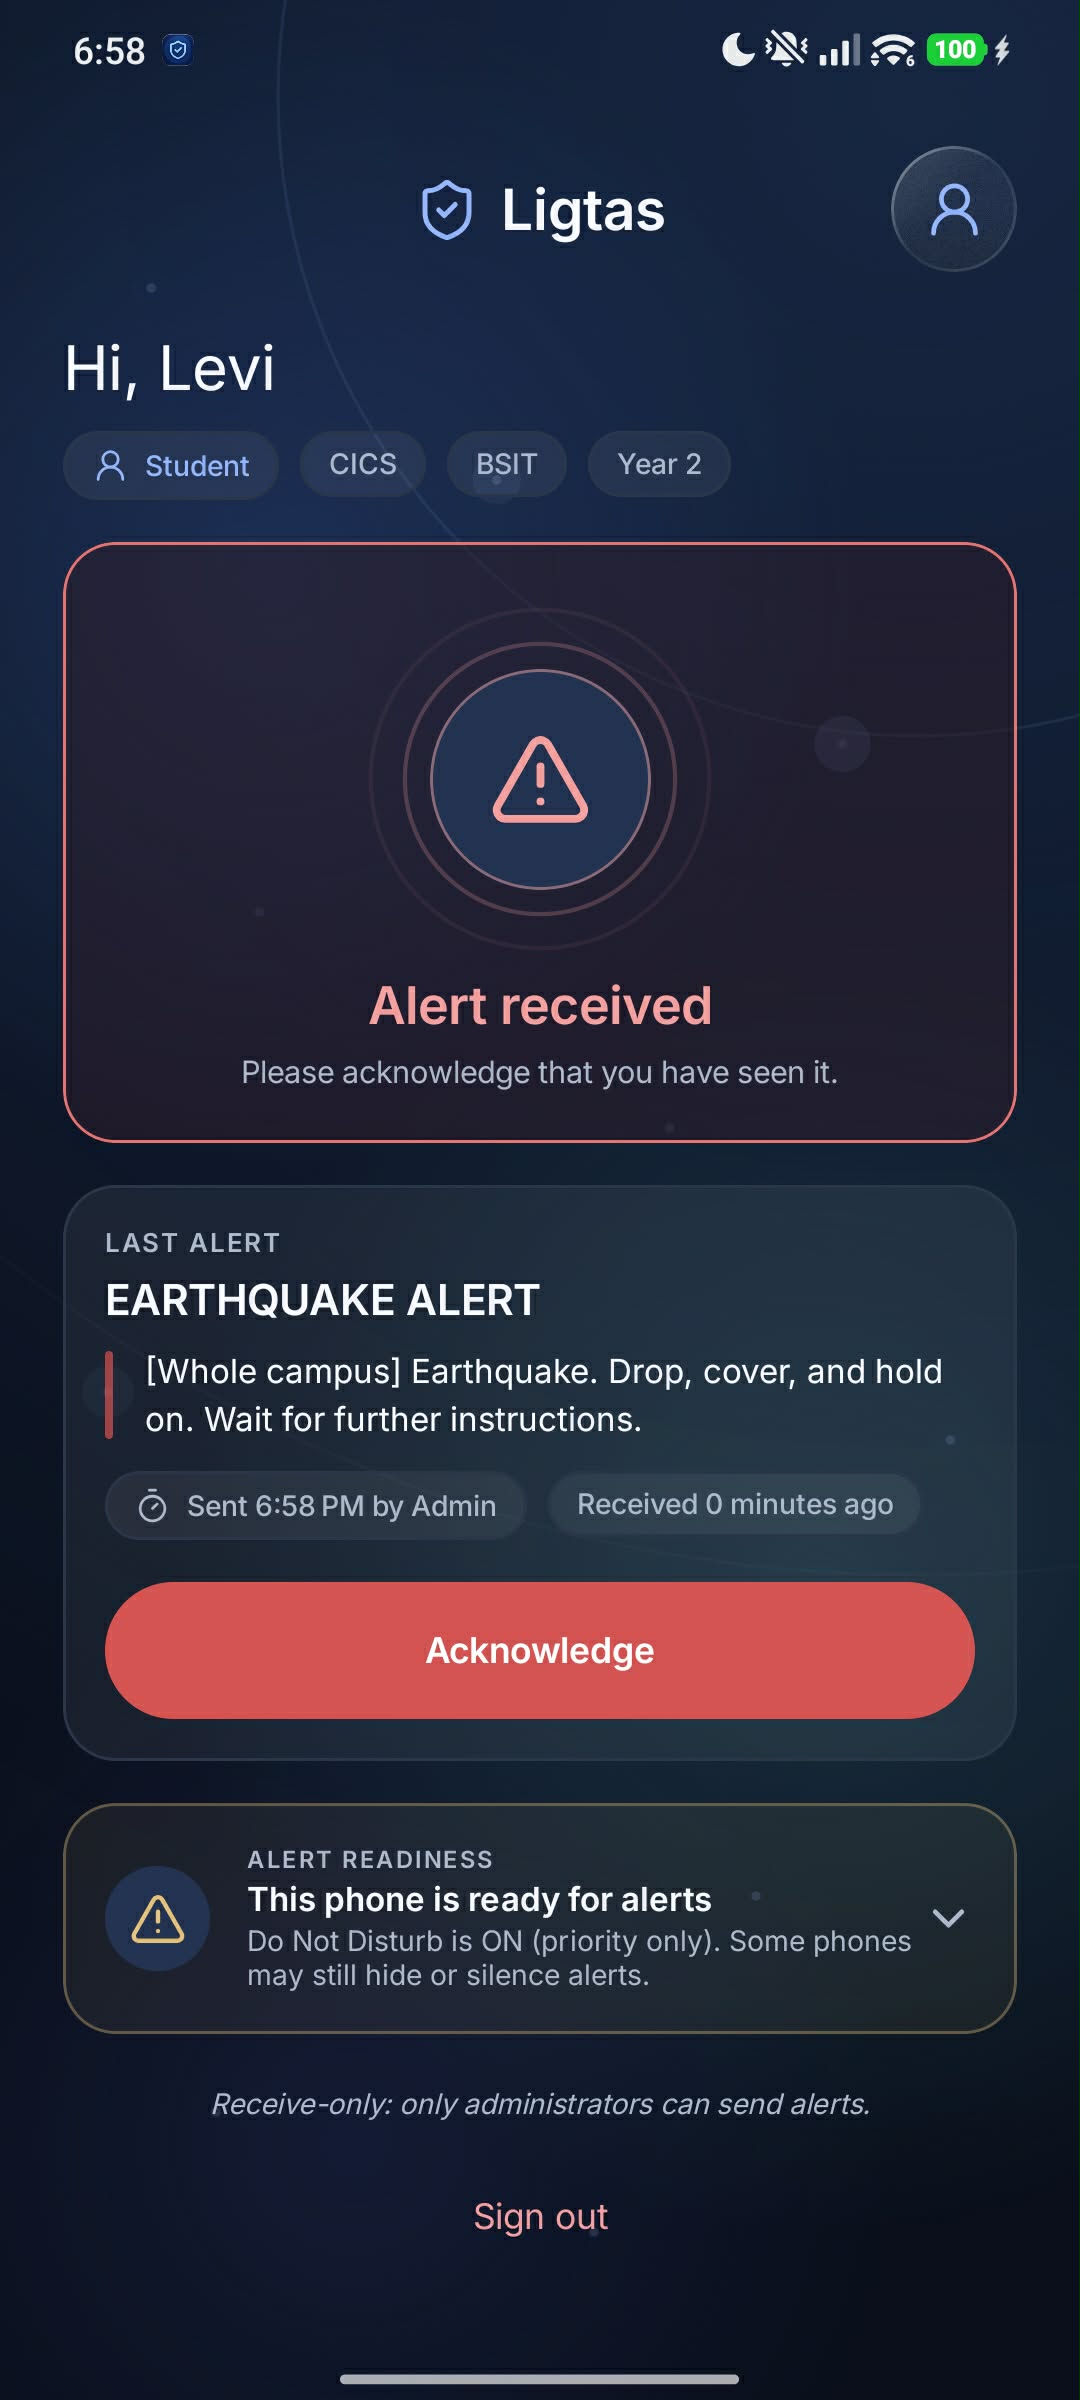 6:58
6
100
Ligtas
Hi, Levi
Student
CICS
BSIT
Year 2
Alert received
Please acknowledge that you have seen it.
LAST ALERT
EARTHQUAKE ALERT
[Whole campus] Earthquake. Drop, cover, and hold
on. Wait for further instructions.
Sent 6:58 PM by Admin
Received 0 minutes ago
Acknowledge
ALERT READINESS
This phone is ready for alerts
Do Not Disturb is ON (priority only). Some phones
may still hide or silence alerts.
Receive-only: only administrators can send alerts.
Sign out